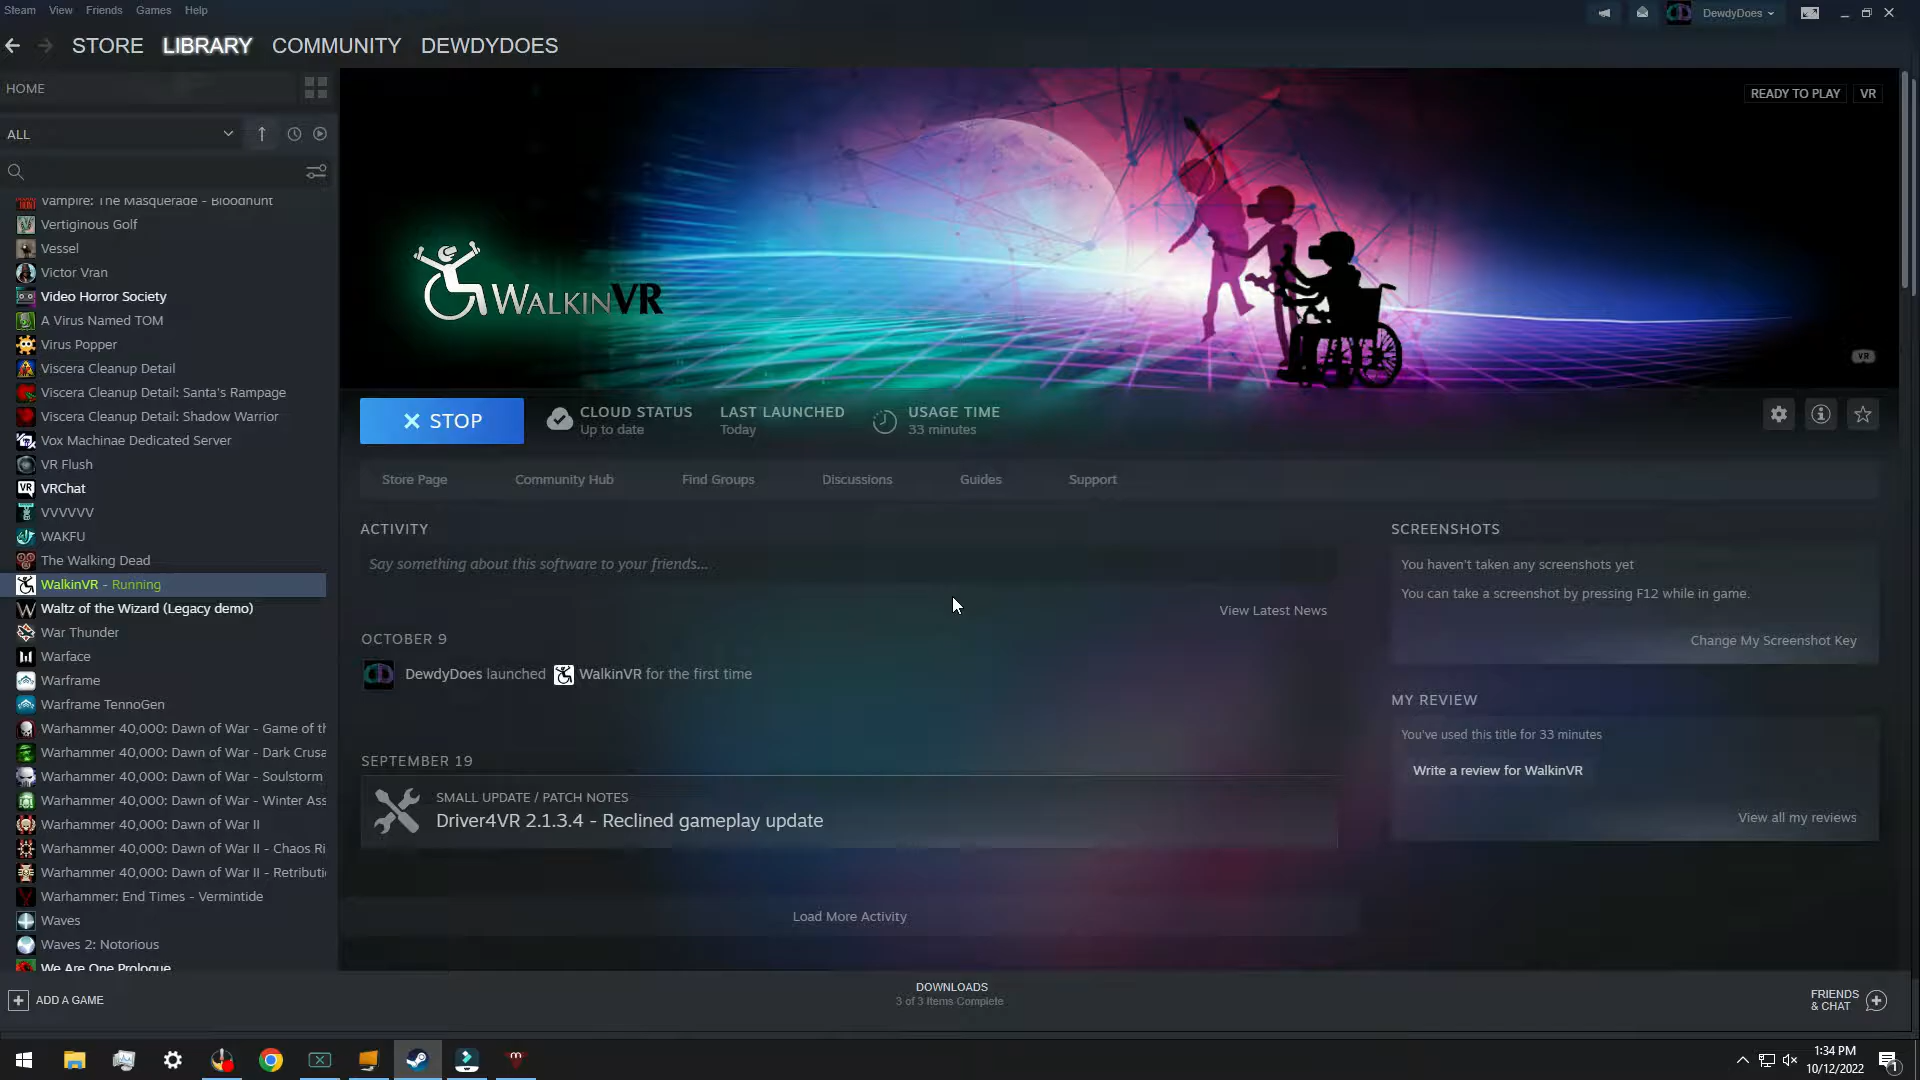 Steam View Friends Games Help
DewdyDoes
STORE LIBRARY COMMUNITY DEWDYDOES
HOME
READY TO PLAY VR
ALL
Vampire: The Masquerade - Bloodhunt
Vertiginous Golf
Vessel
Victor Vran
Video Horror Society
A Virus Named TOM
Virus Popper
Viscera Cleanup Detail
Viscera Cleanup Detail: Santa's Rampage
Viscera Cleanup Detail: Shadow Warrior
Vox Machinae Dedicated Server
VR Flush
VRChat
VVVVVV
WAKFU
The Walking Dead
WalkinVR - Running
Waltz of the Wizard (Legacy demo)
War Thunder
Warface
Warframe
Warframe TennoGen
Warhammer 40,000: Dawn of War - Game of th
Warhammer 40,000: Dawn of War - Dark Crusa
Warhammer 40,000: Dawn of War - Soulstorm
Warhammer 40,000: Dawn of War - Winter Ass
Warhammer 40,000: Dawn of War II
Warhammer 40,000: Dawn of War II - Chaos Ri
Warhammer 40,000: Dawn of War II - Retributi
Warhammer: End Times - Vermintide
Waves
Waves 2: Notorious
We Are One Prologue
ADD A GAME
WALKINVR
VR
STOP
CLOUD STATUS
Up to date
LAST LAUNCHED
Today
USAGE TIME
33 minutes
Store Page Community Hub Find Groups Discussions Guides Support
ACTIVITY
Say something about this software to your friends...
View Latest News
OCTOBER 9
DewdyDoes launched WalkinVR for the first time
SEPTEMBER 19
SMALL UPDATE / PATCH NOTES
Driver4VR 2.1.3.4 - Reclined gameplay update
Load More Activity
SCREENSHOTS
You haven't taken any screenshots yet
You can take a screenshot by pressing F12 while in game.
Change My Screenshot Key
MY REVIEW
You've used this title for 33 minutes
Write a review for WalkinVR
View all my reviews
DOWNLOADS
3 of 3 Items Complete
FRIENDS
& CHAT
1:34 PM
10/12/2022
1